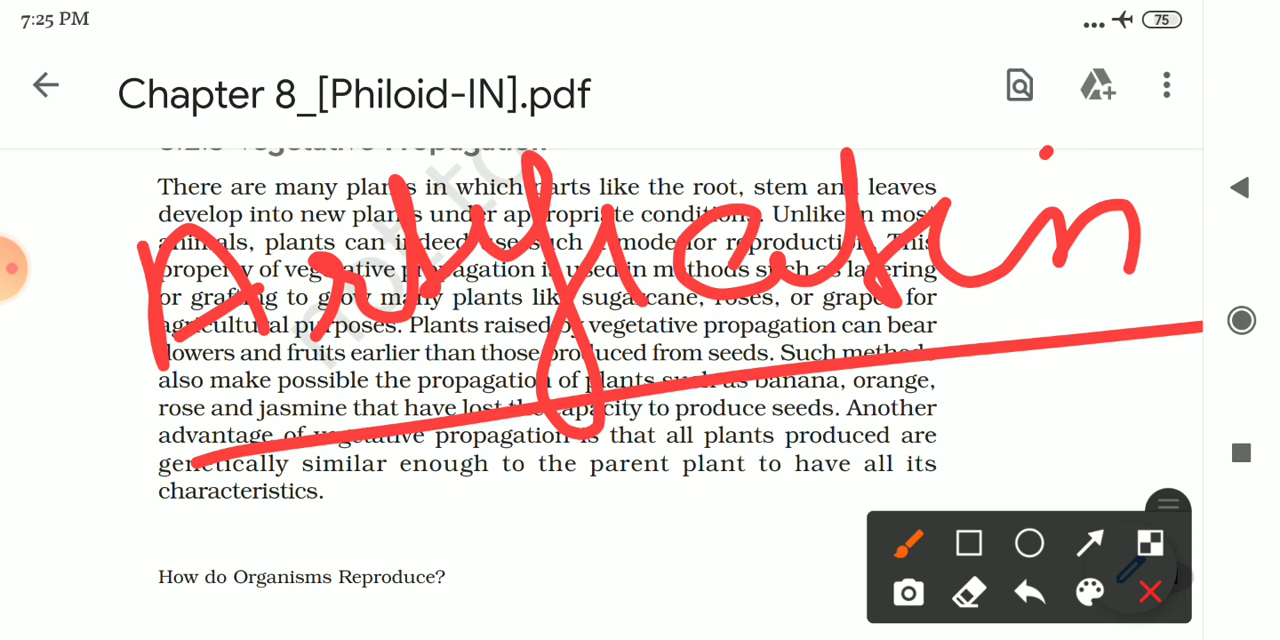 7:25 PM
75
Chapter 8_[Philoid-IN].pdf
Vegetative Propagation
There are many plants in which parts like the root, stem and leaves
develop into new plants under appropriate conditions. Unlike in most
animals, plants can indeed use such a mode for reproduction. This
property of vegetative propagation is used in methods such as layering
or grafting to grow many plants like sugarcane, roses, or grapes for
agricultural purposes. Plants raised by vegetative propagation can bear
flowers and fruits earlier than those produced from seeds. Such methods
also make possible the propagation of plants such as banana, orange,
rose and jasmine that have lost the capacity to produce seeds. Another
advantage of vegetative propagation is that all plants produced are
genetically similar enough to the parent plant to have all its
characteristics.
How do Organisms Reproduce?
not to